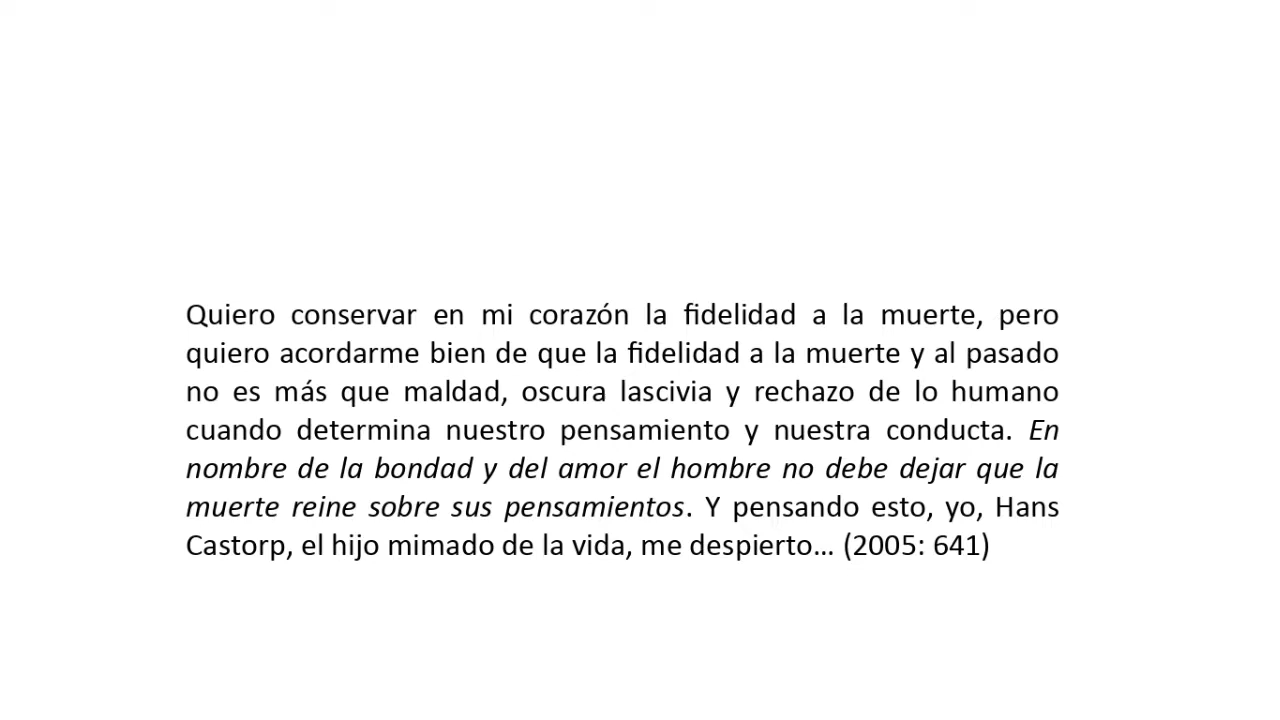 Quiero conservar en mi corazón la fidelidad a la muerte, pero
quiero acordarme bien de que la fidelidad a la muerte y al pasado
no es más que maldad, oscura lascivia y rechazo de lo humano
cuando determina nuestro pensamiento y nuestra conducta. En
nombre de la bondad y del amor el hombre no debe dejar que la
muerte reine sobre sus pensamientos. Y pensando esto, yo, Hans
Castorp, el hijo mimado de la vida, me despierto… (2005: 641)